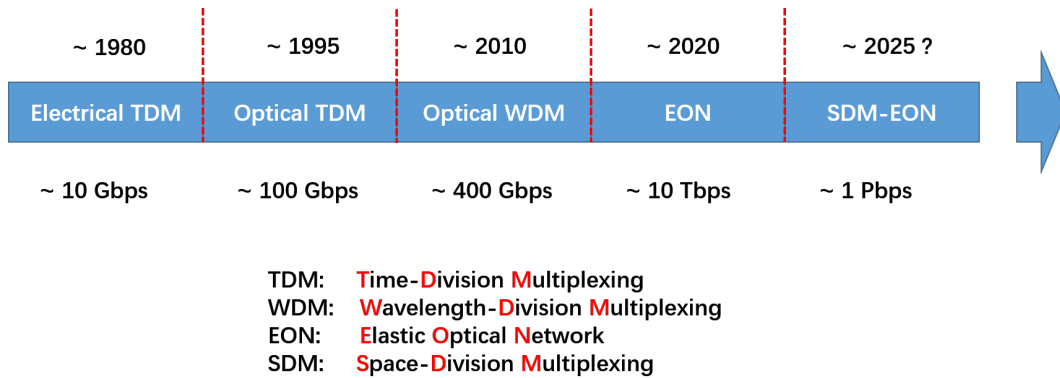 ~ 1980 ~ 1995 ~ 2010 ~ 2020 ~ 2025 ?
Electrical TDM Optical TDM Optical WDM EON SDM-EON
~ 10 Gbps ~ 100 Gbps ~ 400 Gbps ~ 10 Tbps ~ 1 Pbps
TDM: Time-Division Multiplexing
WDM: Wavelength-Division Multiplexing
EON: Elastic Optical Network
SDM: Space-Division Multiplexing